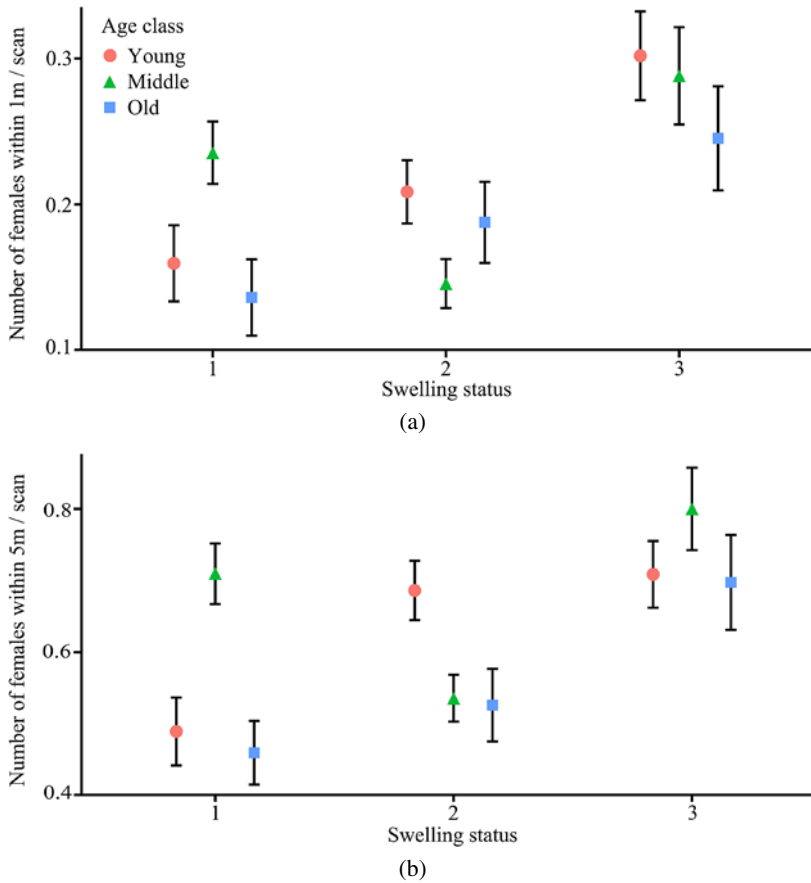 Age class
Young
Middle
Old
Number of females within 1m / scan
0.3
0.2
0.1
1 2 3
Swelling status
(a)
Number of females within 5m / scan
0.8
0.6
0.4
1 2 3
Swelling status
(b)